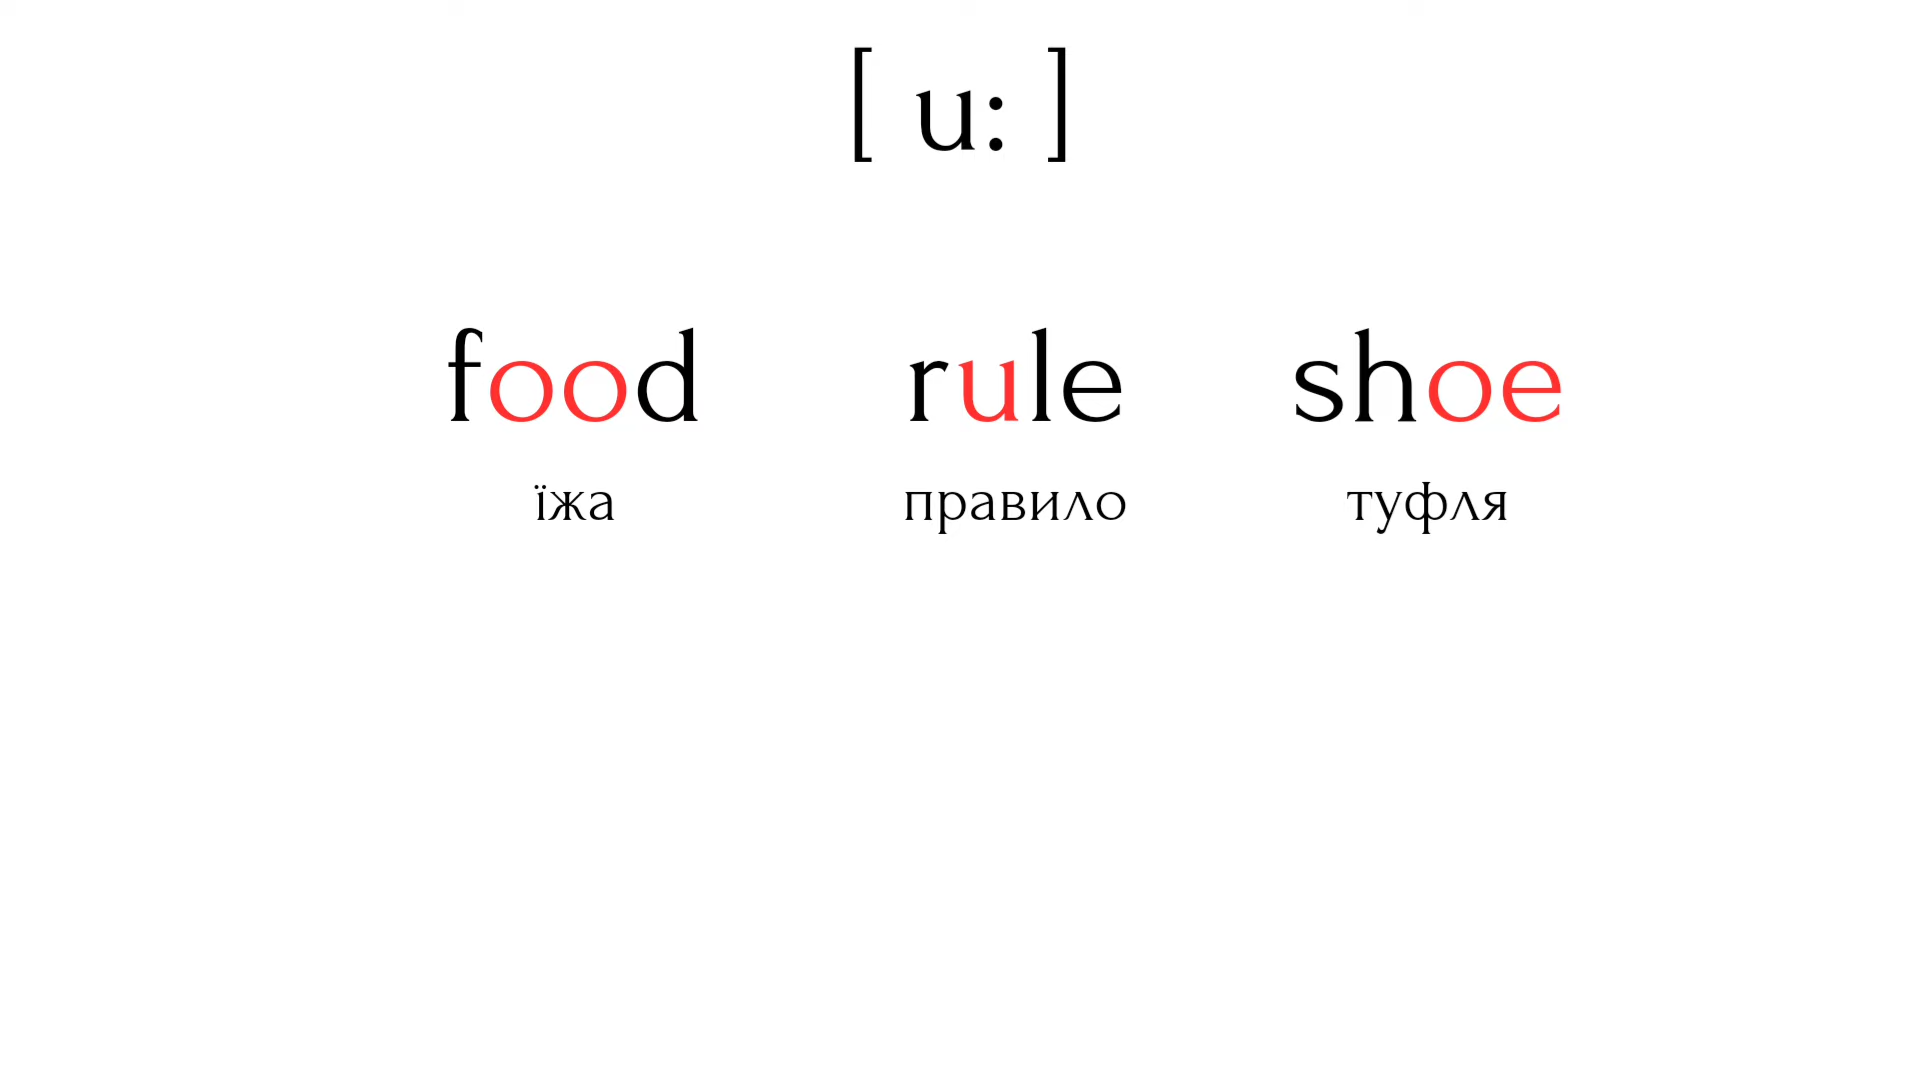 [ u: ]
food rule shoe
їжа правило туфля